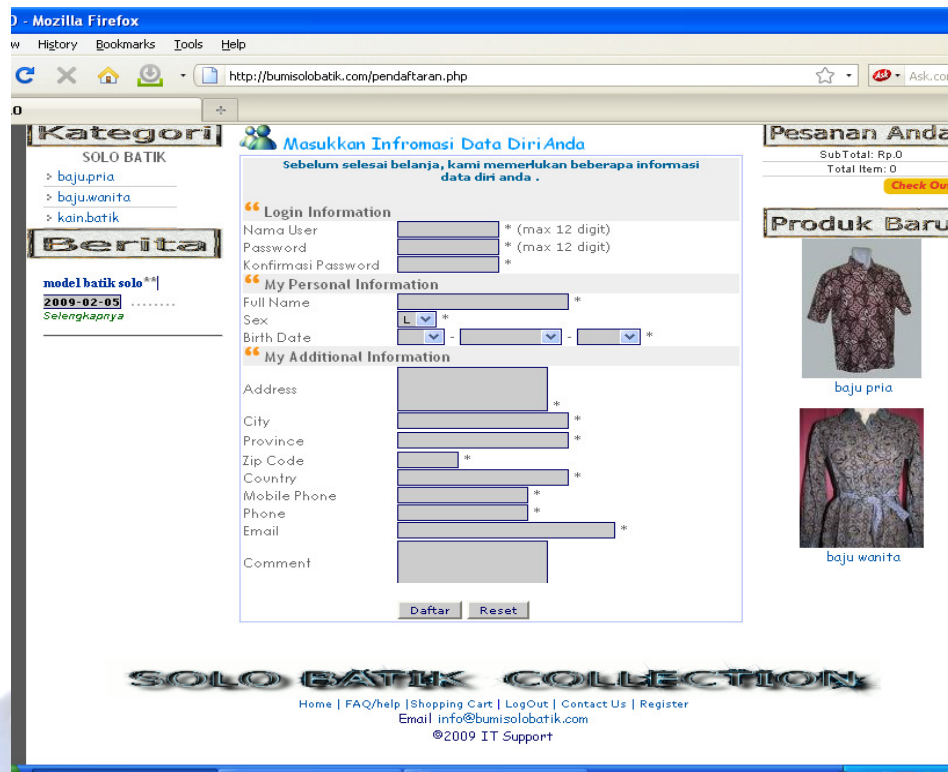 O - Mozilla Firefox
w History Bookmarks Tools Help
http://bumisolobatik.com/pendaftaran.php
Ask.co
LO
Kategori
SOLO BATIK
> baju.pria
> baju.wanita
> kain.batik
Berita
model batik solo**
2009-02-05 ........
Selengkapnya
Masukkan Infromasi Data Diri Anda
Sebelum selesai belanja, kami memerlukan beberapa informasi
data diri anda .
Login Information
Nama User * (max 12 digit)
Password * (max 12 digit)
Konfirmasi Password *
My Personal Information
Full Name *
Sex L *
Birth Date - - *
My Additional Information
Address *
City *
Province *
Zip Code *
Country *
Mobile Phone *
Phone *
Email *
Comment
Daftar Reset
Pesanan Anda
SubTotal: Rp.0
Total Item: 0
Check Ou
Produk Baru
baju pria
baju wanita
SOLO BATIK COLLECTION
Home | FAQ/help |Shopping Cart | LogOut | Contact Us | Register
Email info@bumisolobatik.com
©2009 IT Support